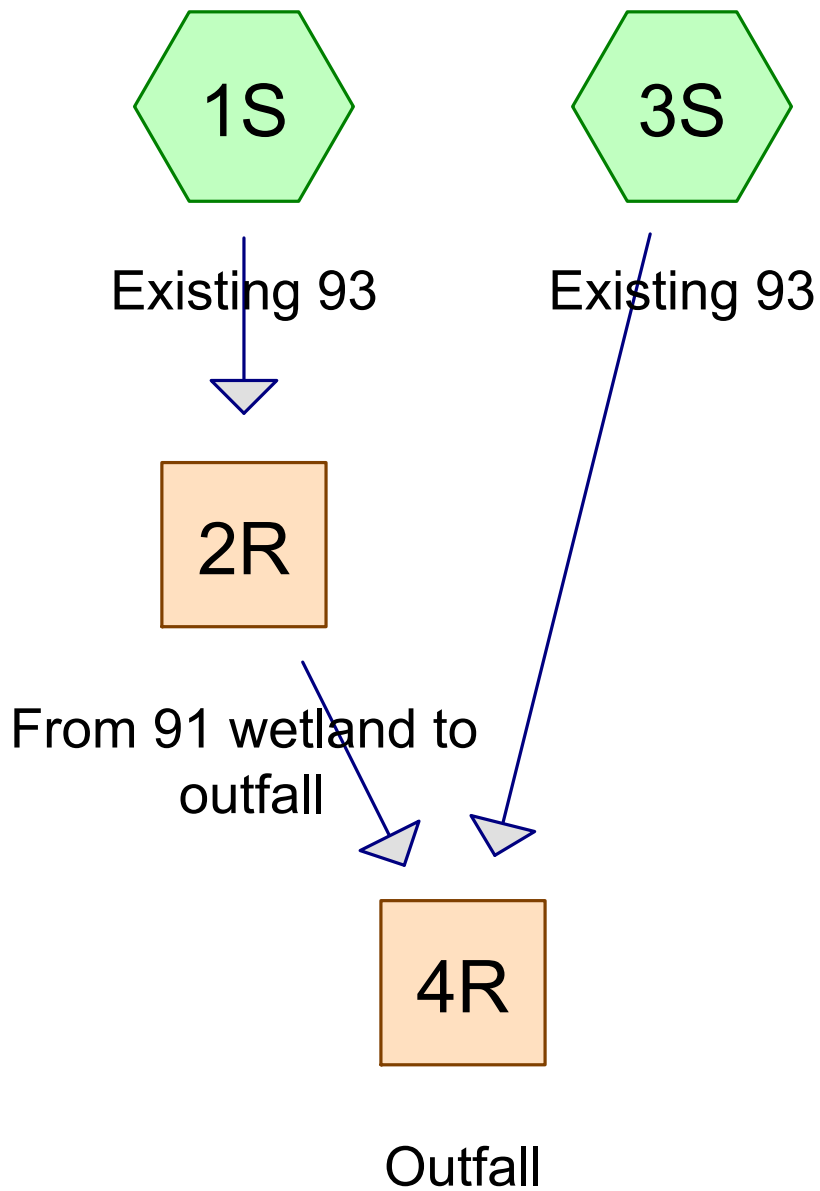 1S
3S
Existing 93
Existing 93
2R
From 91 wetland to
outfall
4R
Outfall